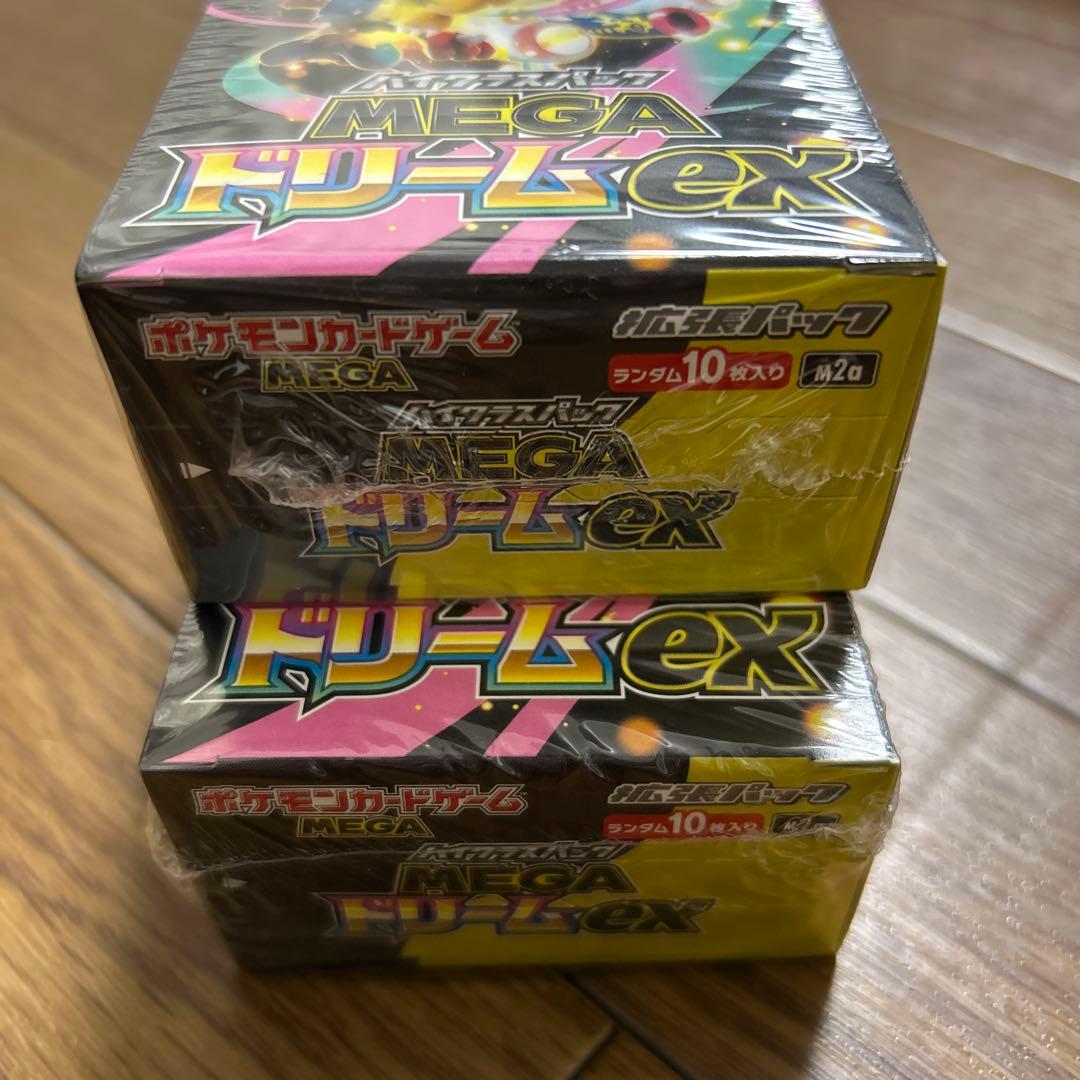 ハイクラスパック
MEGA
ドリームex
ポケモンカードゲーム
MEGA
拡張パック
ランダム10枚入り M2a
ハイクラスパック
MEGA
ドリームex
ドリームex
ポケモンカードゲーム
MEGA
拡張パック
ランダム10枚入り
ハイクラスパック
MEGA
ドリームex